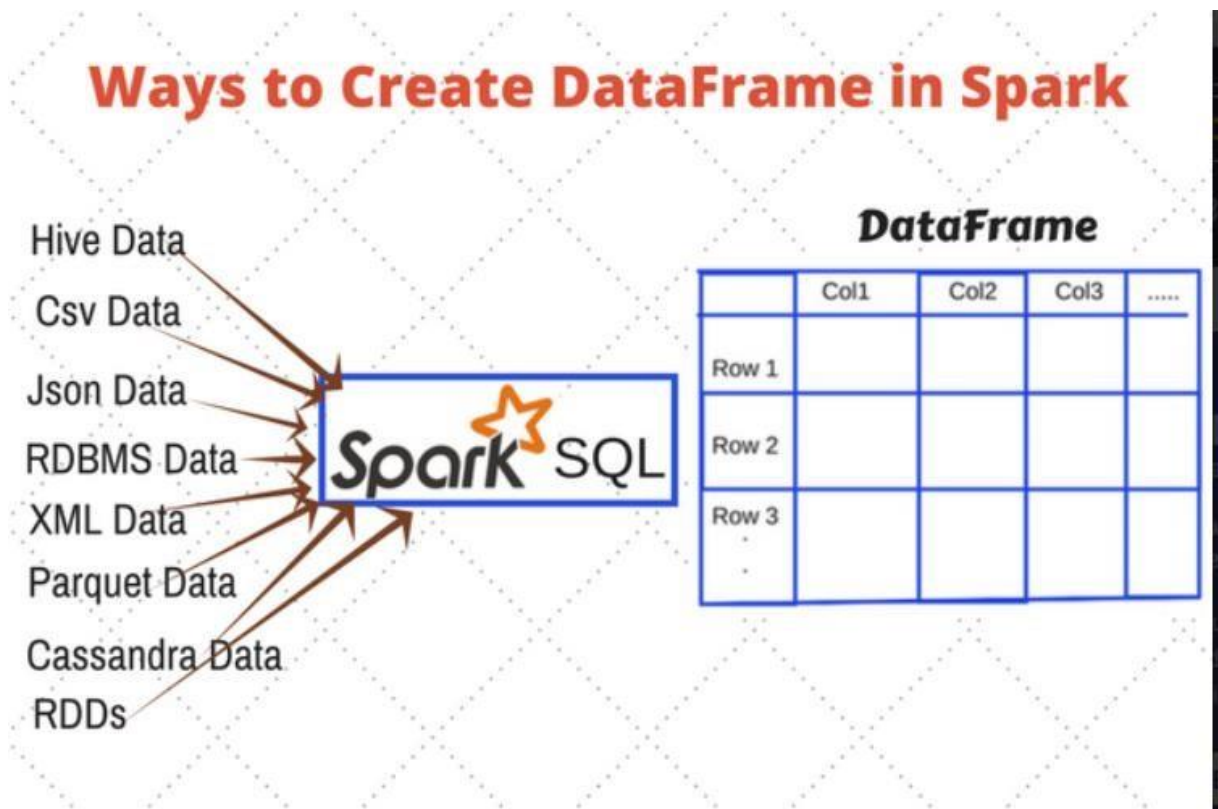 Ways to Create DataFrame in Spark
Hive Data
Csv Data
Json Data
RDBMS Data
XML Data
Parquet Data
Cassandra Data
RDDs
Spark SQL
DataFrame
Col1 Col2 Col3 .....
Row 1
Row 2
Row 3
.
.